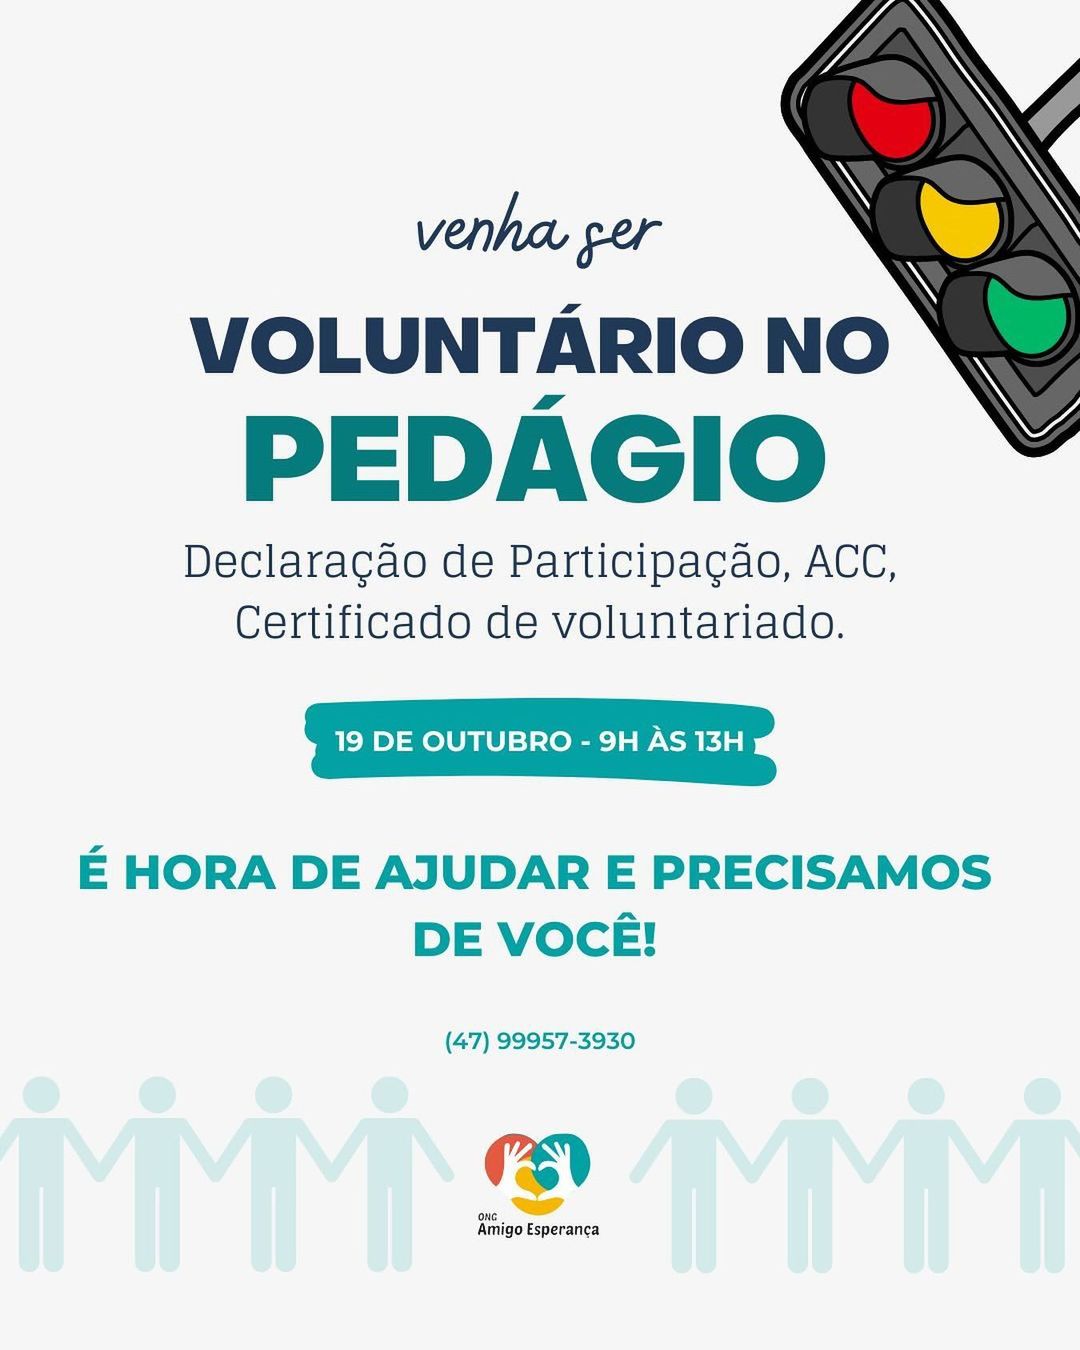 venha ser
VOLUNTÁRIO NO
PEDÁGIO
Declaração de Participação, ACC,
Certificado de voluntariado.
19 DE OUTUBRO - 9H ÀS 13H
É HORA DE AJUDAR E PRECISAMOS
DE VOCÊ!
(47) 99957-3930
ONG
Amigo Esperança